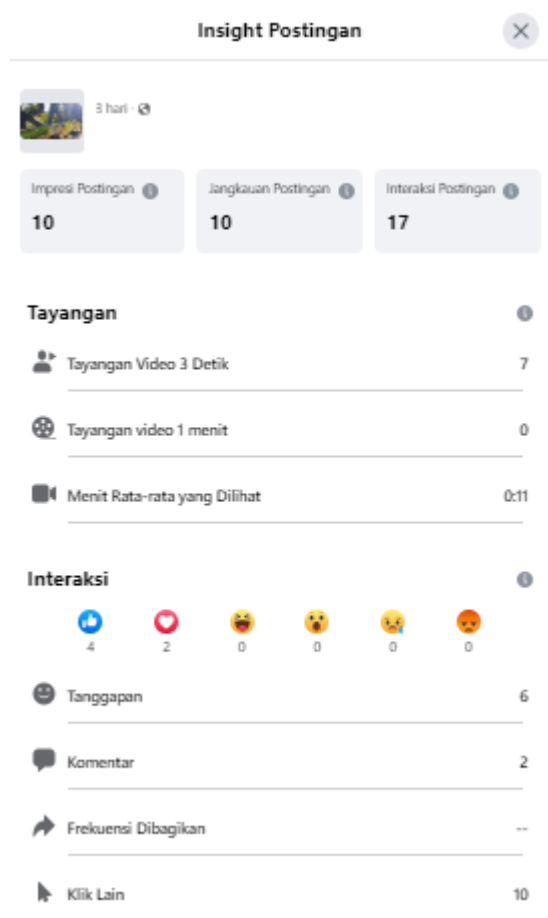 Insight Postingan
3 hari
Impresi Postingan
10
Jangkauan Postingan
10
Interaksi Postingan
17
Tayangan
Tayangan Video 3 Detik 7
Tayangan video 1 menit 0
Menit Rata-rata yang Dilihat 0:11
Interaksi
4 2 0 0 0 0
Tanggapan 6
Komentar 2
Frekuensi Dibagikan --
Klik Lain 10